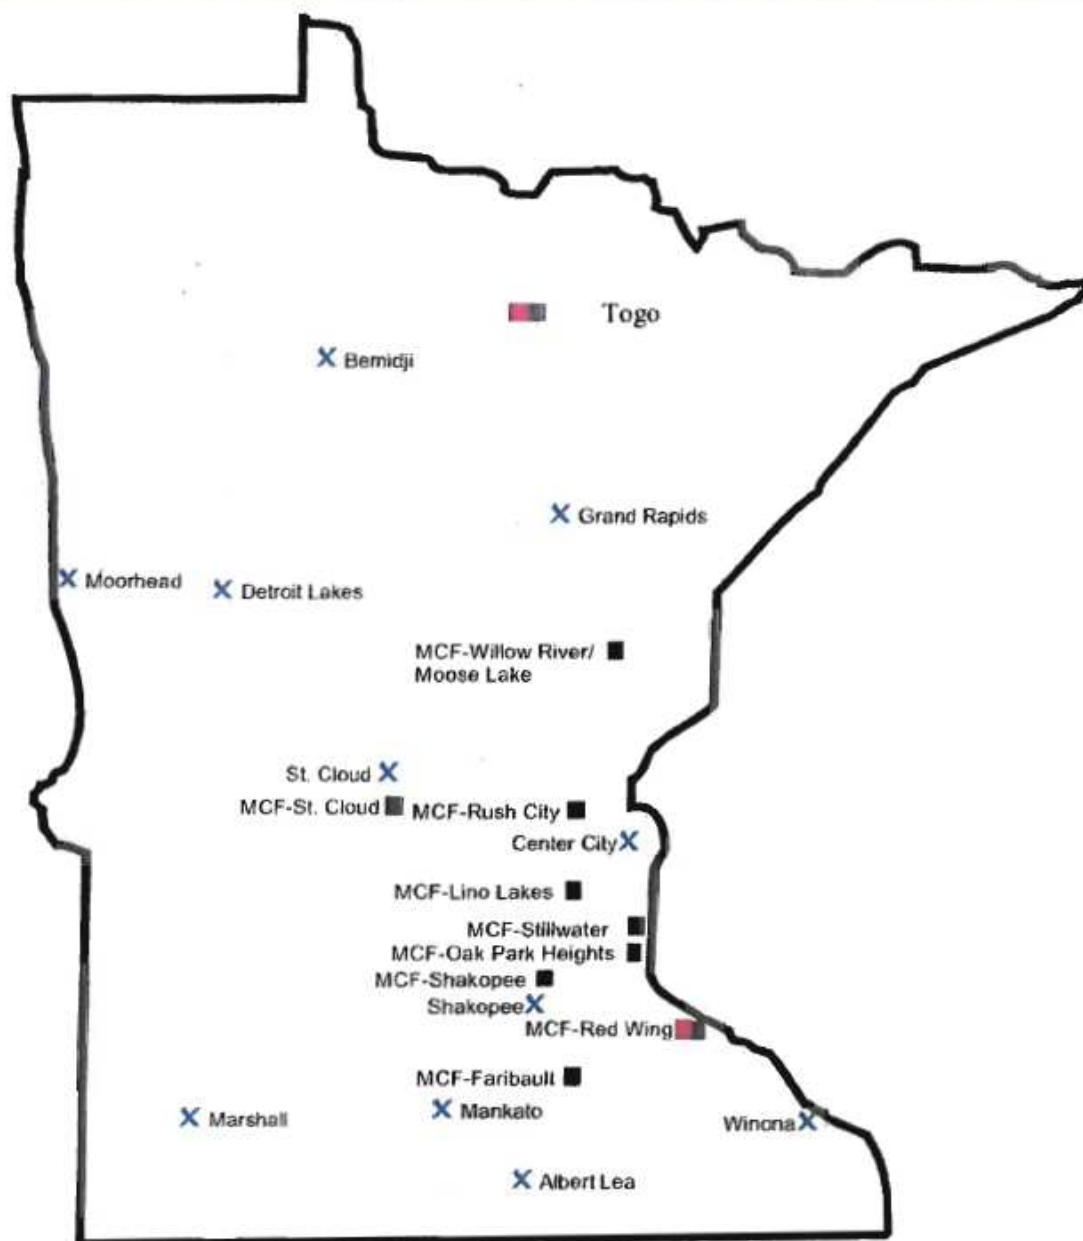 Togo
Bemidji
Grand Rapids
Moorhead
Detroit Lakes
MCF-Willow River/
Moose Lake
St. Cloud
MCF-St. Cloud
MCF-Rush City
Center City
MCF-Lino Lakes
MCF-Stillwater
MCF-Oak Park Heights
MCF-Shakopee
Shakopee
MCF-Red Wing
MCF-Faribault
Mankato
Marshall
Winona
Albert Lea